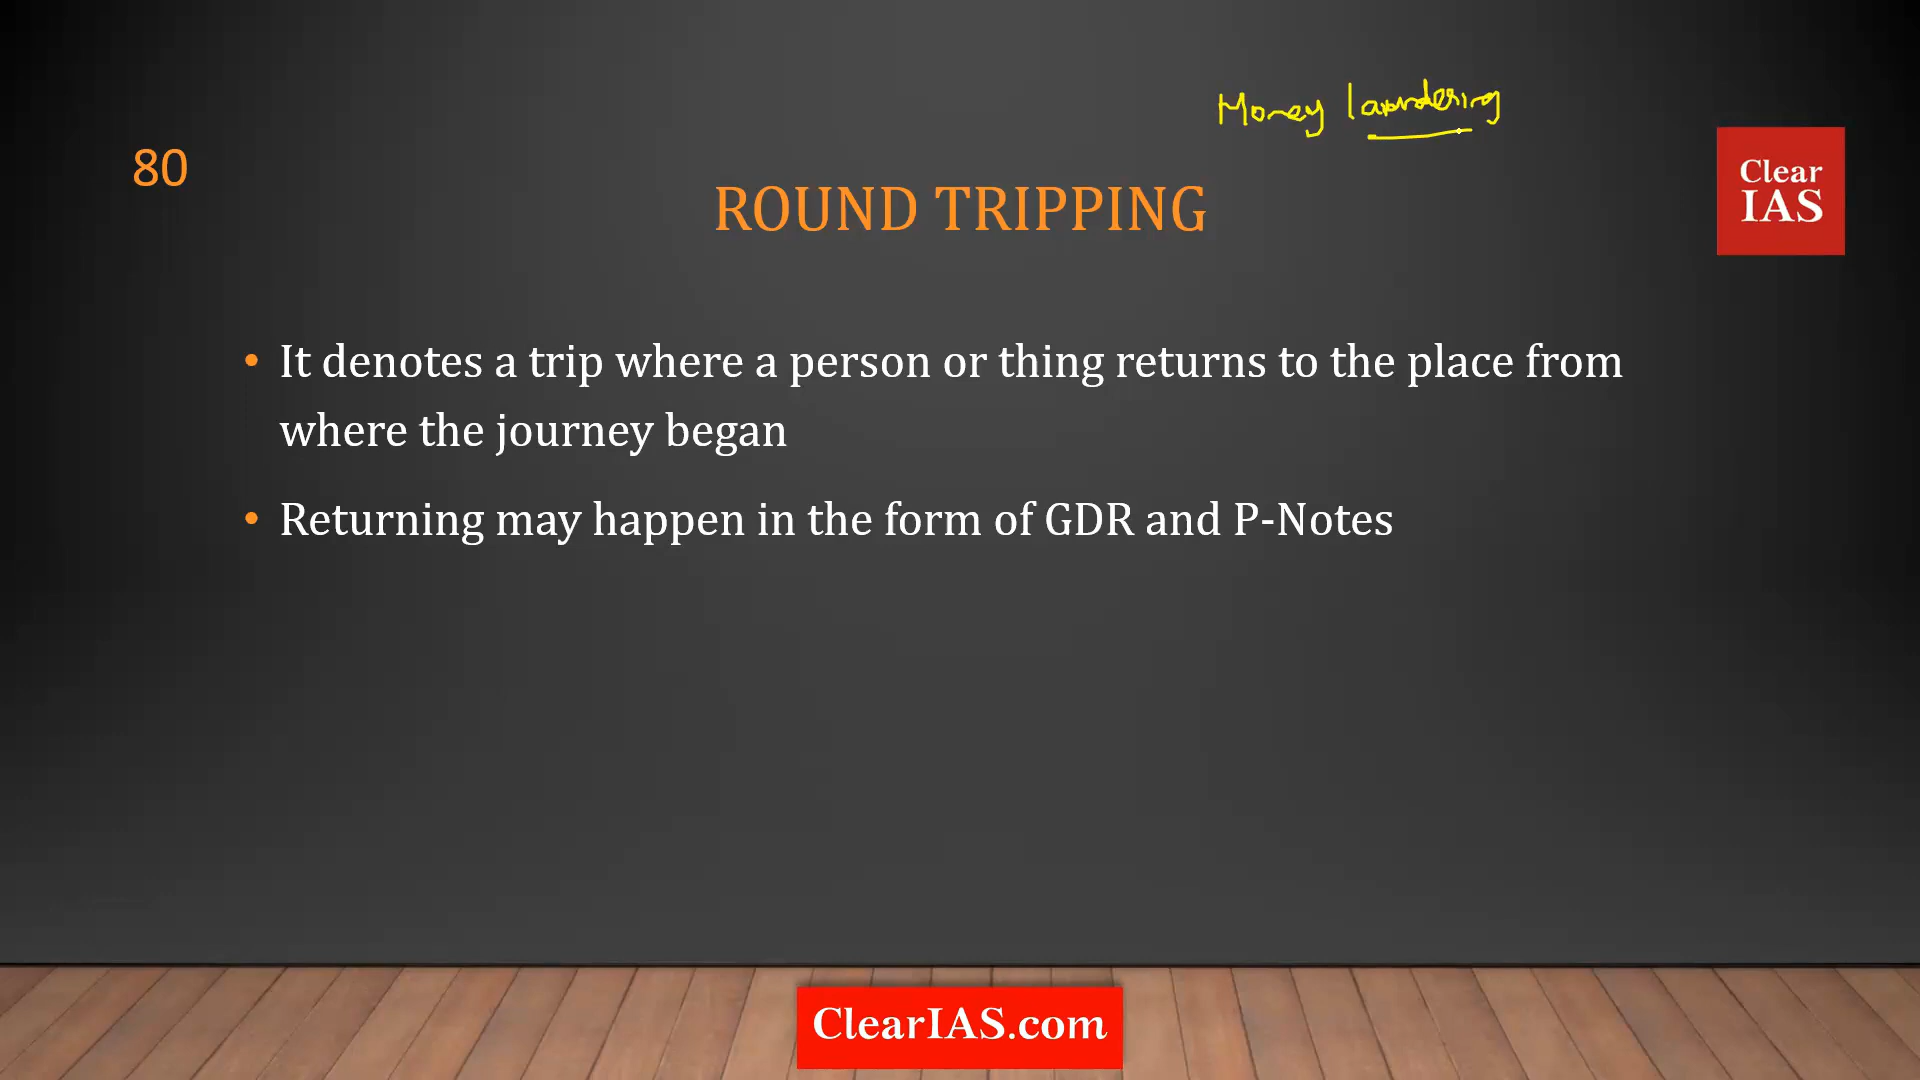 Money laundering
80
ROUND TRIPPING
Clear
IAS
• It denotes a trip where a person or thing returns to the place from
where the journey began
• Returning may happen in the form of GDR and P-Notes
ClearIAS.com